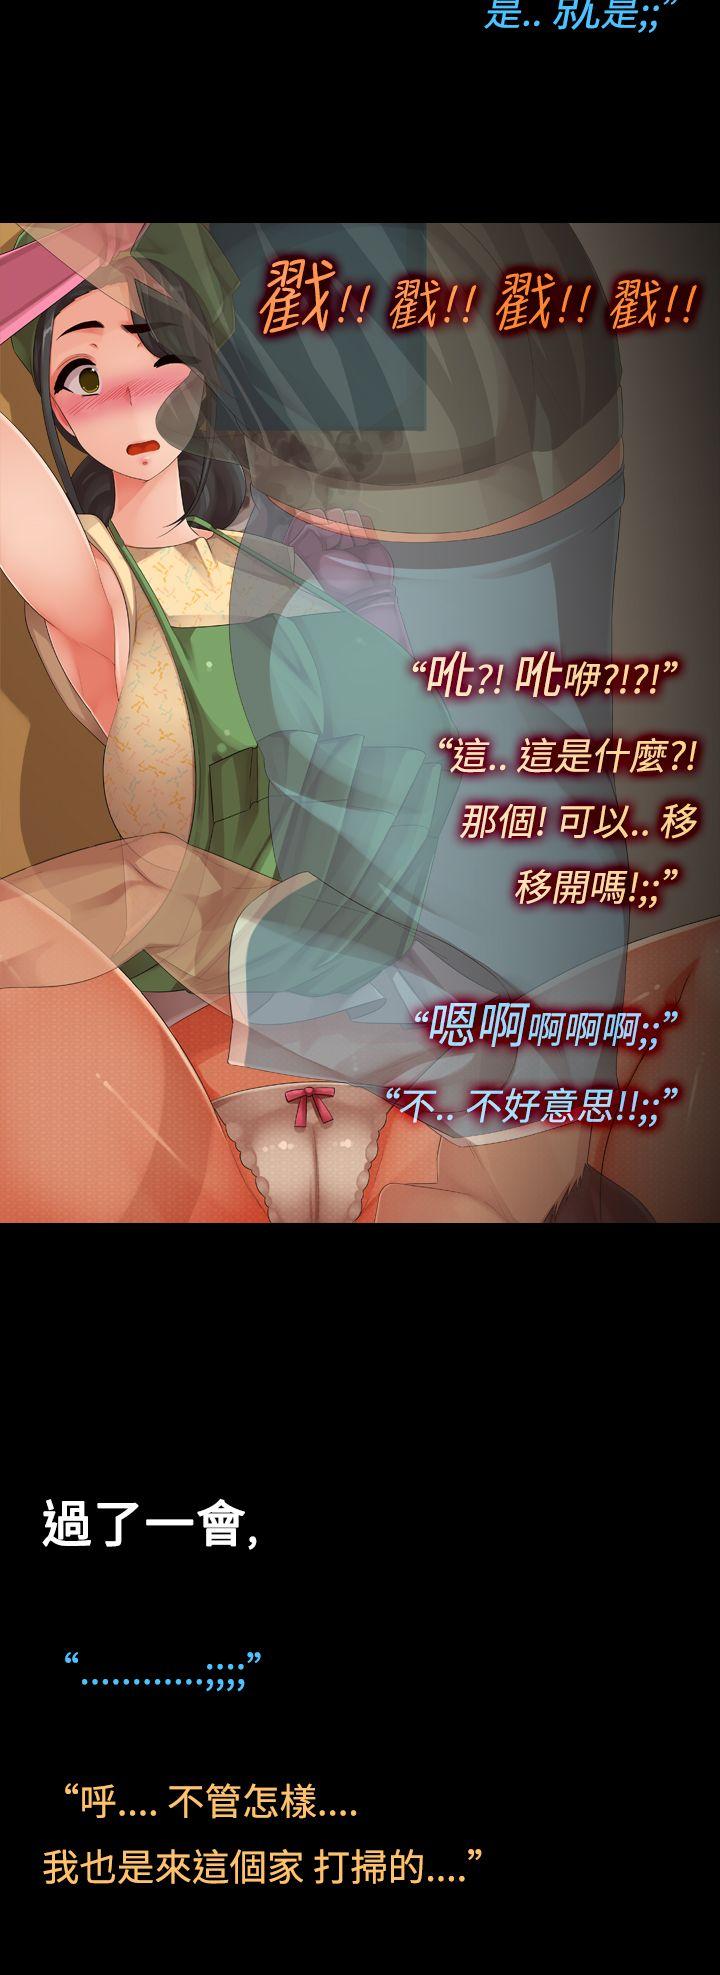 是.. 就是;;”
戳!! 戳!! 戳!! 戳!!
“吡?! 吡咿?!?!”
“這.. 這是什麼?!
那個! 可以.. 移
移開嗎!;;”
“嗯啊啊啊啊;;”
“不.. 不好意思!!;;”
過了一會,
“............;;;;”
“呼.... 不管怎樣....
我也是來這個家 打掃的....”